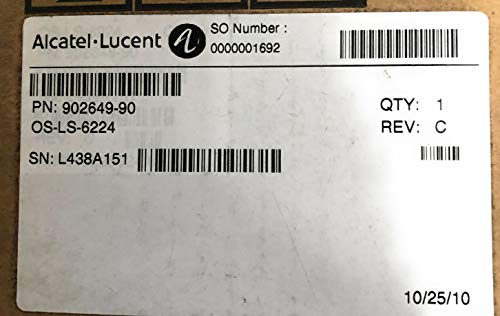 Alcatel·Lucent
SO Number :
0000001692
PN: 902649-90
QTY: 1
OS-LS-6224
REV: C
SN: L438A151
10/25/10